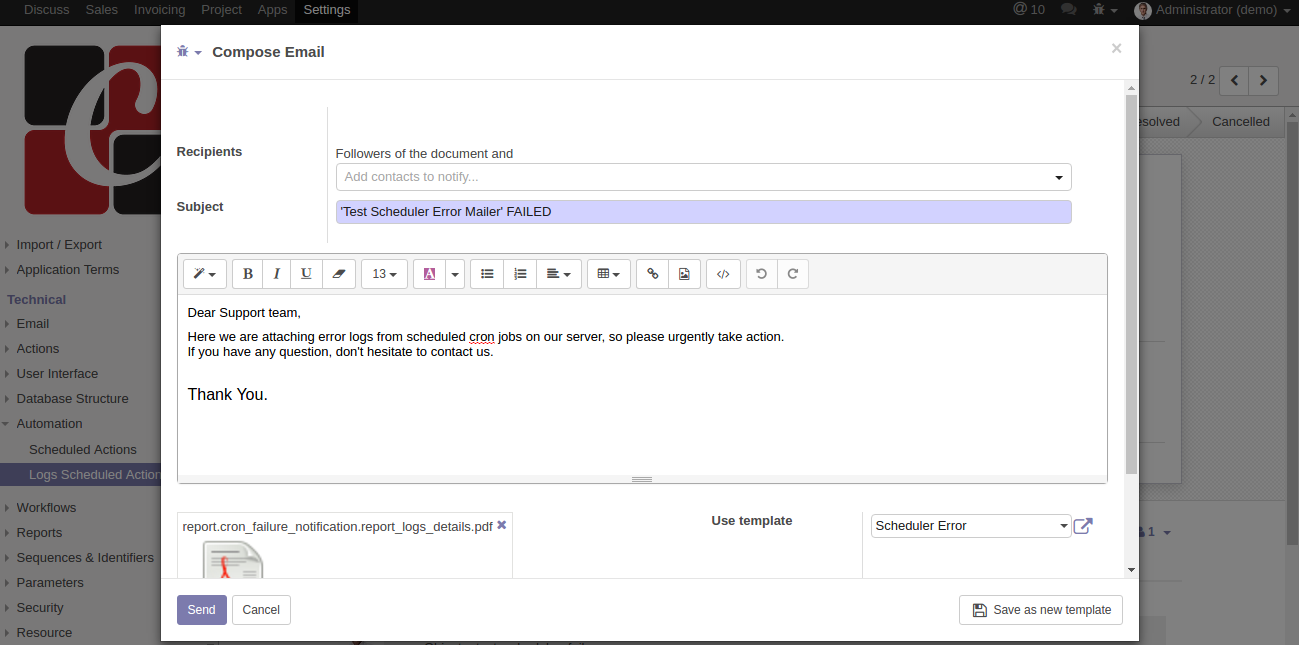 Discuss Sales Invoicing Project Apps Settings
@ 10 Administrator (demo)
Compose Email ×
2 / 2
Cancelled
Recipients
Followers of the document and
Add contacts to notify...
Subject
'Test Scheduler Error Mailer' FAILED
B I U 13 A </>
Dear Support team,
Here we are attaching error logs from scheduled cron jobs on our server, so please urgently take action.
If you have any question, don't hesitate to contact us.
Thank You.
report.cron_failure_notification.report_logs_details.pdf
Use template
Scheduler Error
Send Cancel
Save as new template
Import / Export
Application Terms
Technical
Email
Actions
User Interface
Database Structure
Automation
Scheduled Actions
Logs Scheduled Action
Workflows
Reports
Sequences & Identifiers
Parameters
Security
Resource
1